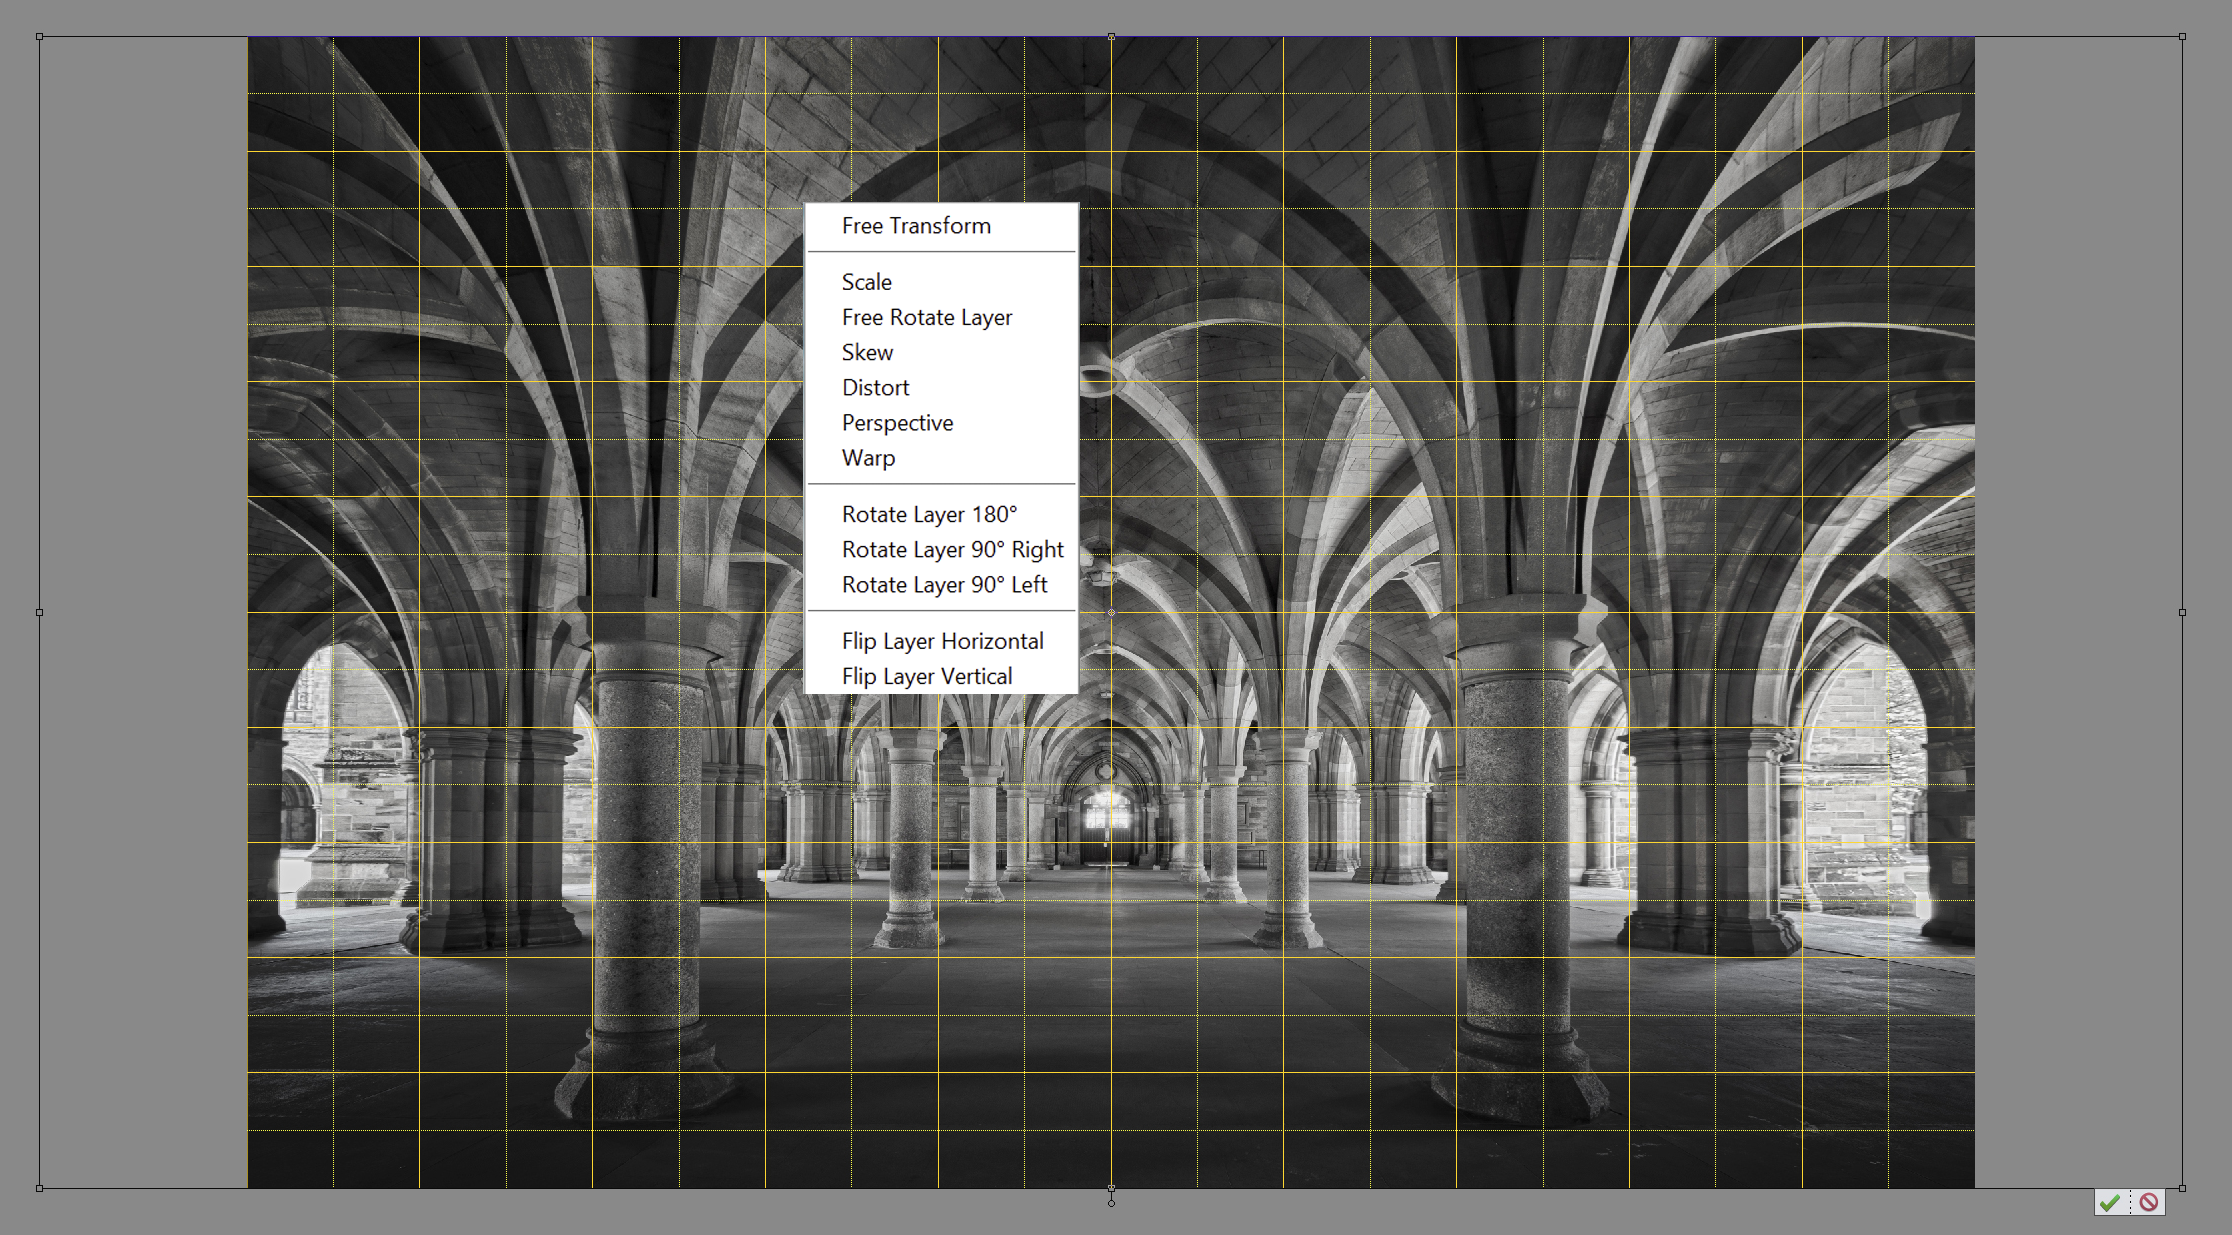 Free Transform
Scale
Free Rotate Layer
Skew
Distort
Perspective
Warp
Rotate Layer 180°
Rotate Layer 90° Right
Rotate Layer 90° Left
Flip Layer Horizontal
Flip Layer Vertical